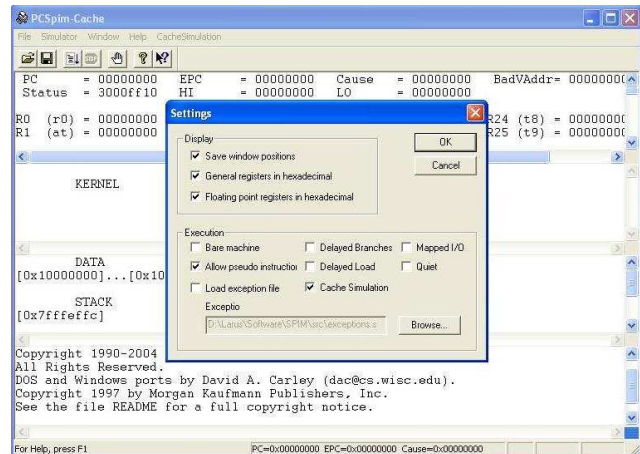 PCSpim-Cache
File Simulator Window Help CacheSimulation
PC = 00000000 EPC = 00000000 Cause = 00000000 BadVAddr= 00000000
Status = 3000ff10 HI = 00000000 LO = 00000000
R0 (r0) = 00000000 R24 (t8) = 00000000
R1 (at) = 00000000 R25 (t9) = 00000000
KERNEL
DATA
[0x10000000]...[0x10
STACK
[0x7fffeffc]
Copyright 1990-2004
All Rights Reserved.
DOS and Windows ports by David A. Carley (dac@cs.wisc.edu).
Copyright 1997 by Morgan Kaufmann Publishers, Inc.
See the file README for a full copyright notice.
For Help, press F1
PC=0x00000000 EPC=0x00000000 Cause=0x00000000
Settings
Display
Save window positions
General registers in hexadecimal
Floating point registers in hexadecimal
OK
Cancel
Execution
Bare machine Delayed Branches Mapped I/O
Allow pseudo instructior Delayed Load Quiet
Load exception file Cache Simulation
Exceptio
D:\Larus\Software\SPIM\src\exceptions.s Browse...